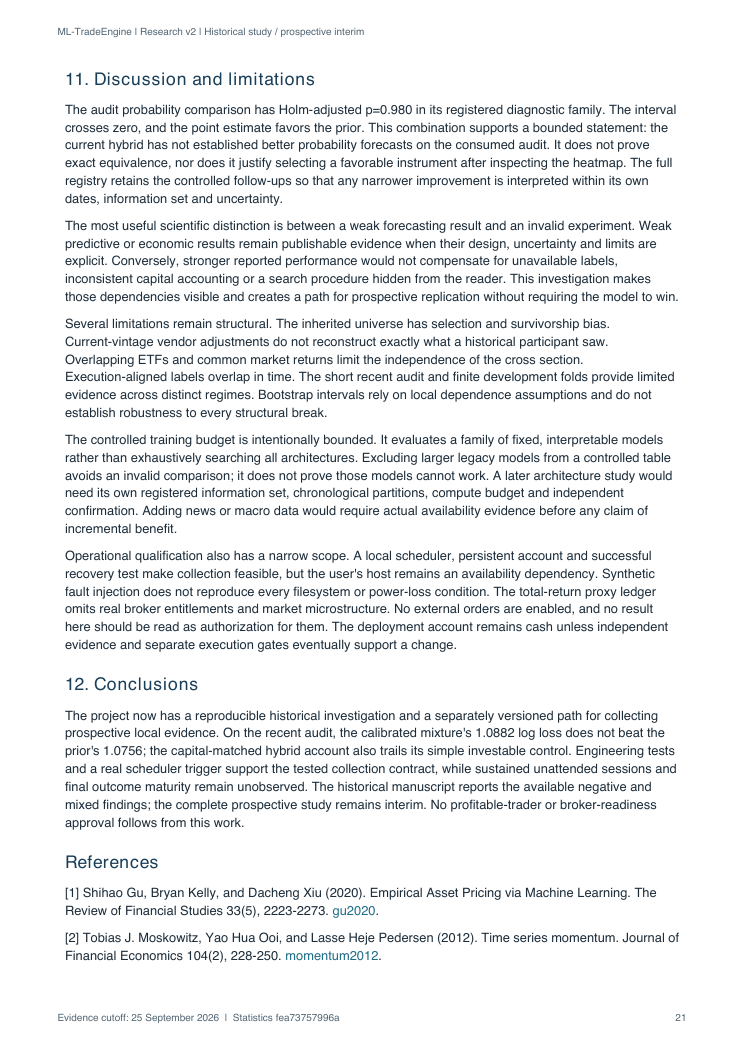 ML-TradeEngine | Research v2 | Historical study / prospective interim
11. Discussion and limitations
The audit probability comparison has Holm-adjusted p=0.980 in its registered diagnostic family. The interval
crosses zero, and the point estimate favors the prior. This combination supports a bounded statement: the
current hybrid has not established better probability forecasts on the consumed audit. It does not prove
exact equivalence, nor does it justify selecting a favorable instrument after inspecting the heatmap. The full
registry retains the controlled follow-ups so that any narrower improvement is interpreted within its own
dates, information set and uncertainty.
The most useful scientific distinction is between a weak forecasting result and an invalid experiment. Weak
predictive or economic results remain publishable evidence when their design, uncertainty and limits are
explicit. Conversely, stronger reported performance would not compensate for unavailable labels,
inconsistent capital accounting or a search procedure hidden from the reader. This investigation makes
those dependencies visible and creates a path for prospective replication without requiring the model to win.
Several limitations remain structural. The inherited universe has selection and survivorship bias.
Current-vintage vendor adjustments do not reconstruct exactly what a historical participant saw.
Overlapping ETFs and common market returns limit the independence of the cross section.
Execution-aligned labels overlap in time. The short recent audit and finite development folds provide limited
evidence across distinct regimes. Bootstrap intervals rely on local dependence assumptions and do not
establish robustness to every structural break.
The controlled training budget is intentionally bounded. It evaluates a family of fixed, interpretable models
rather than exhaustively searching all architectures. Excluding larger legacy models from a controlled table
avoids an invalid comparison; it does not prove those models cannot work. A later architecture study would
need its own registered information set, chronological partitions, compute budget and independent
confirmation. Adding news or macro data would require actual availability evidence before any claim of
incremental benefit.
Operational qualification also has a narrow scope. A local scheduler, persistent account and successful
recovery test make collection feasible, but the user's host remains an availability dependency. Synthetic
fault injection does not reproduce every filesystem or power-loss condition. The total-return proxy ledger
omits real broker entitlements and market microstructure. No external orders are enabled, and no result
here should be read as authorization for them. The deployment account remains cash unless independent
evidence and separate execution gates eventually support a change.
12. Conclusions
The project now has a reproducible historical investigation and a separately versioned path for collecting
prospective local evidence. On the recent audit, the calibrated mixture's 1.0882 log loss does not beat the
prior's 1.0756; the capital-matched hybrid account also trails its simple investable control. Engineering tests
and a real scheduler trigger support the tested collection contract, while sustained unattended sessions and
final outcome maturity remain unobserved. The historical manuscript reports the available negative and
mixed findings; the complete prospective study remains interim. No profitable-trader or broker-readiness
approval follows from this work.
References
[1] Shihao Gu, Bryan Kelly, and Dacheng Xiu (2020). Empirical Asset Pricing via Machine Learning. The
Review of Financial Studies 33(5), 2223-2273. gu2020.
[2] Tobias J. Moskowitz, Yao Hua Ooi, and Lasse Heje Pedersen (2012). Time series momentum. Journal of
Financial Economics 104(2), 228-250. momentum2012.
Evidence cutoff: 25 September 2026 | Statistics fea73757996a
21